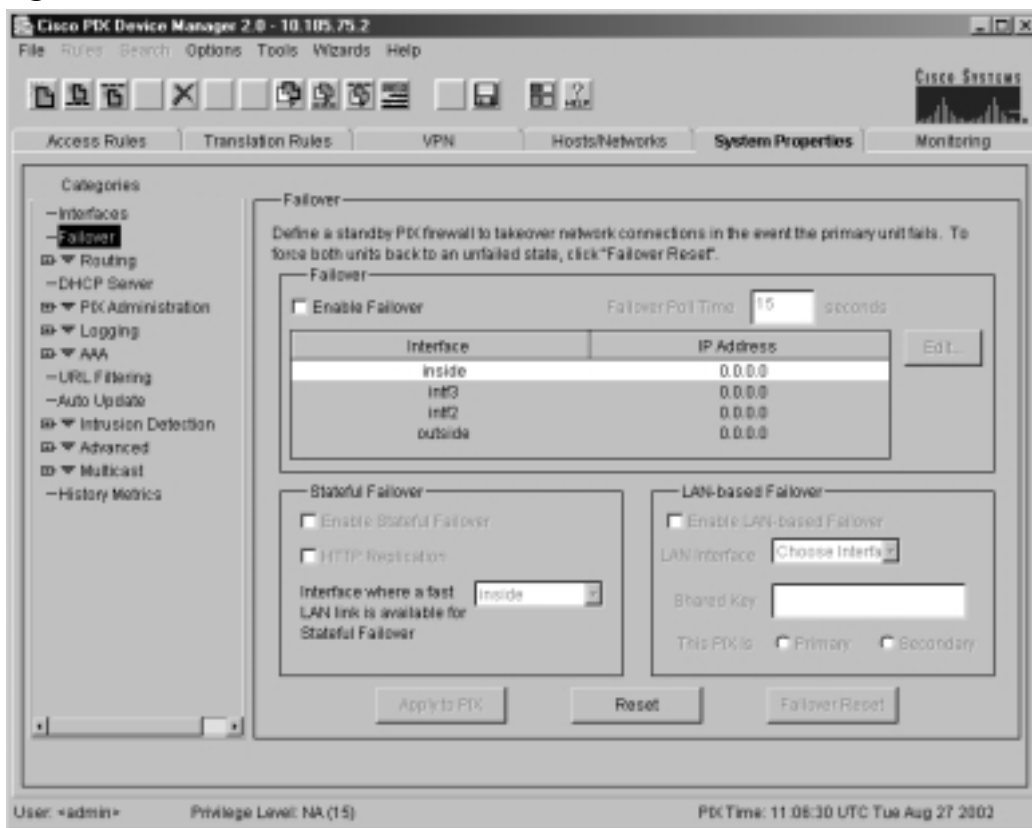 Cisco PIX Device Manager 2.0 - 10.105.75.2
File Rules Search Options Tools Wizards Help
CISCO SYSTEMS
HELP
Access Rules Translation Rules VPN Hosts/Networks System Properties Monitoring
Categories
Interfaces
Failover
Routing
DHCP Server
PIX Administration
Logging
AAA
URL Filtering
Auto Update
Intrusion Detection
Advanced
Multicast
History Metrics
Failover
Define a standby PIX firewall to takeover network connections in the event the primary unit fails. To
force both units back to an unfailed state, click "Failover Reset".
Failover
Enable Failover Failover Poll Time 15 seconds
Interface IP Address Edit...
inside 0.0.0.0
intf3 0.0.0.0
intf2 0.0.0.0
outside 0.0.0.0
Stateful Failover
Enable Stateful Failover
HTTP Replication
Interface where a fast inside
LAN link is available for
Stateful Failover
LAN-based Failover
Enable LAN-based Failover
LAN Interface Choose Interfa
Shared Key
This PIX is Primary Secondary
Apply to PIX Reset Failover Reset
User: <admin> Privilege Level: NA (15) PIX Time: 11:06:30 UTC Tue Aug 27 2002